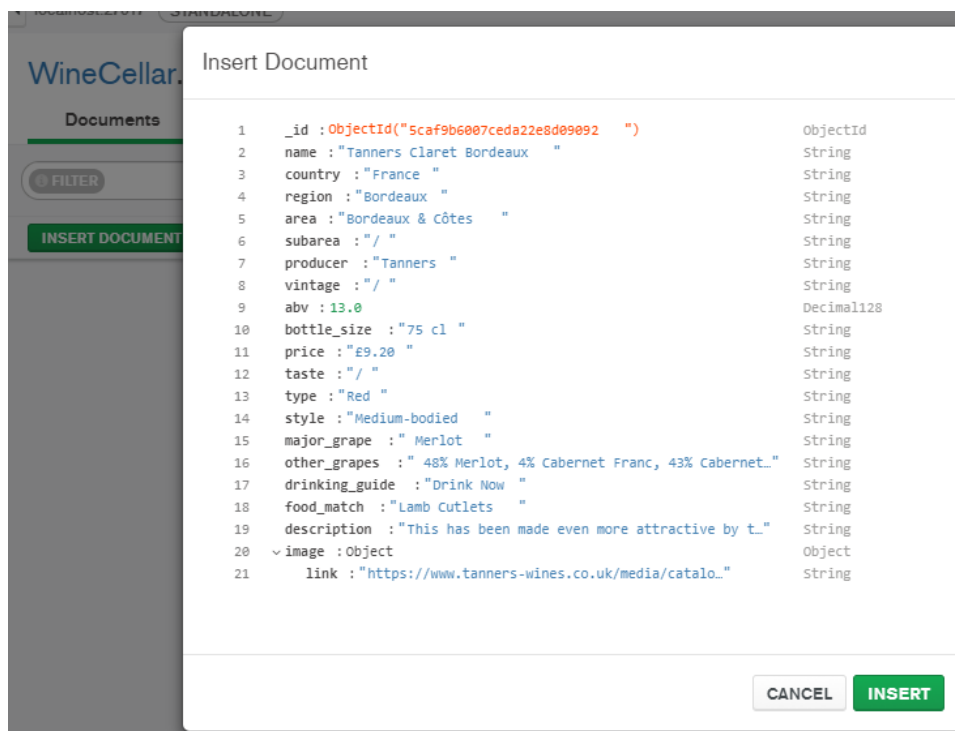 localhost:27017 STANDALONE
WineCellar.
Documents
FILTER
INSERT DOCUMENT
Insert Document
1 _id : ObjectId("5caf9b6007ceda22e8d09092 ") ObjectId
2 name : "Tanners Claret Bordeaux " String
3 country : "France " String
4 region : "Bordeaux " String
5 area : "Bordeaux & Côtes " String
6 subarea : "/ " String
7 producer : "Tanners " String
8 vintage : "/ " String
9 abv : 13.0 Decimal128
10 bottle_size : "75 cl " String
11 price : "£9.20 " String
12 taste : "/ " String
13 type : "Red " String
14 style : "Medium-bodied " String
15 major_grape : " Merlot " String
16 other_grapes : " 48% Merlot, 4% Cabernet Franc, 43% Cabernet…" String
17 drinking_guide : "Drink Now " String
18 food_match : "Lamb Cutlets " String
19 description : "This has been made even more attractive by t…" String
20 image : Object Object
21 link : "https://www.tanners-wines.co.uk/media/catalo…" String
CANCEL INSERT